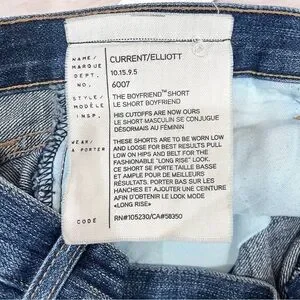 NAME/
MARQUE
CURRENT/ELLIOTT
DEPT.
10.15.9.5
NO.
6007
STYLE/
MODÈLE
THE BOYFRIEND™ SHORT
LE SHORT BOYFRIEND
INSP.
HIS CUTOFFS ARE NOW OURS
LE SHORT MASCULIN SE CONJUGUE
DÉSORMAIS AU FÉMININ
WEAR/
À PORTER
THESE SHORTS ARE TO BE WORN LOW
AND LOOSE FOR BEST RESULTS PULL
LOW ON HIPS AND BELT FOR THE
FASHIONABLE "LONG RISE" LOOK.
CE SHORT SE PORTE TAILLE BASSE
ET AMPLE. POUR DE MEILLEURS
RÉSULTATS, PORTER BAS SUR LES
HANCHES ET AJOUTER UNE CEINTURE
AFIN D'OBTENIR LE LOOK MODE
«LONG RISE»
CODE
RN#105230/CA#58350